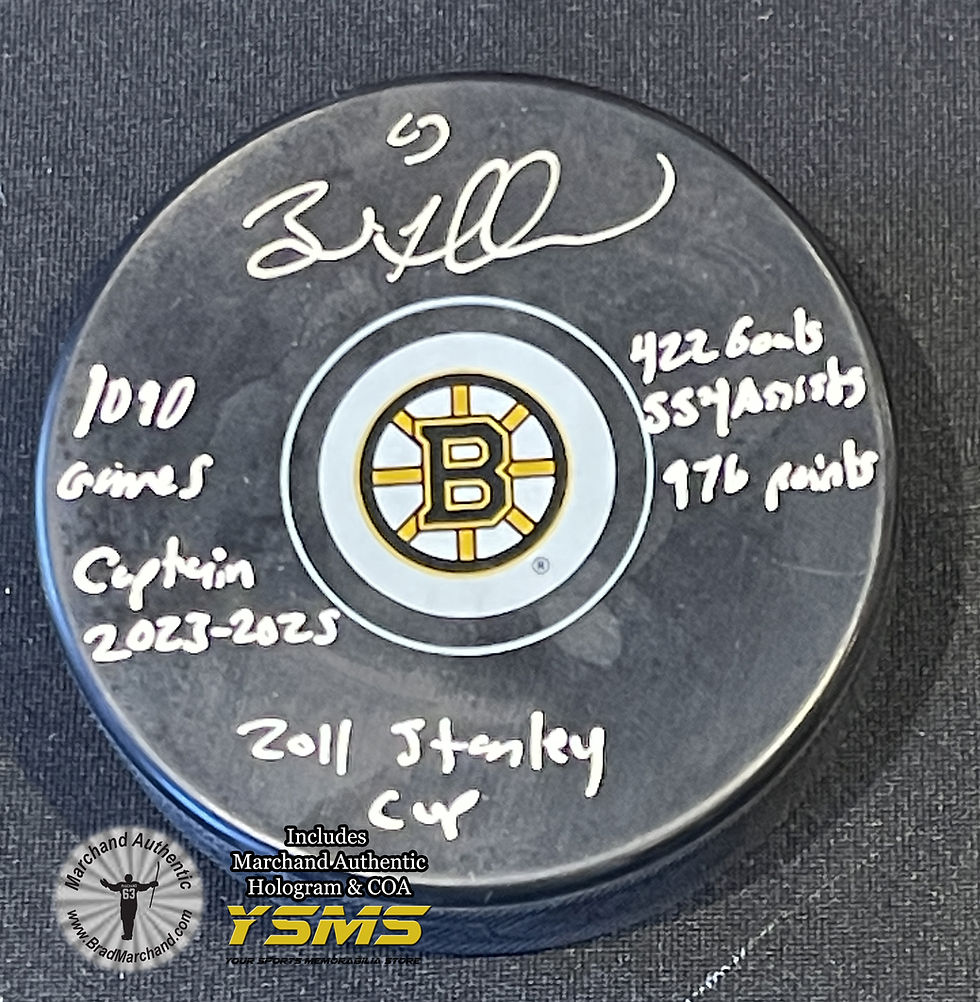 63
1090
Games
Captain
2023-2025
422 Goals
554 Assists
976 points
B
®
2011 Stanley
Cup
Includes
Marchand Authentic
Hologram & COA
YSMS
YOUR SPORTS MEMORABILIA STORE
Marchand Authentic
MARCHAND
63
www.BradMarchand.com